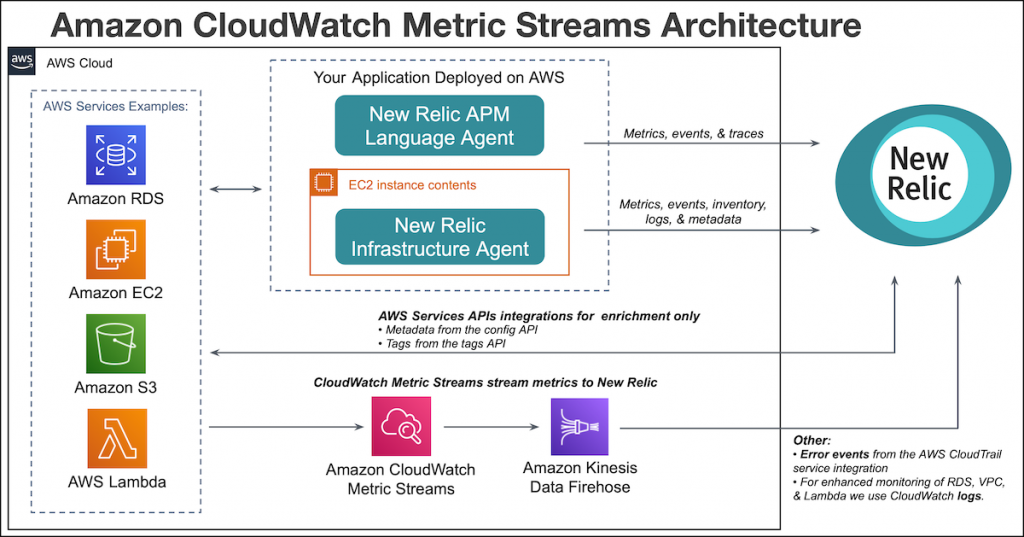 Amazon CloudWatch Metric Streams Architecture
aws
AWS Cloud
AWS Services Examples:
Amazon RDS
Amazon EC2
Amazon S3
AWS Lambda
Your Application Deployed on AWS
New Relic APM
Language Agent
EC2 instance contents
New Relic
Infrastructure Agent
Metrics, events, & traces
Metrics, events, inventory,
logs, & metadata
New
Relic
AWS Services APIs integrations for enrichment only
• Metadata from the config API
• Tags from the tags API
CloudWatch Metric Streams stream metrics to New Relic
Amazon CloudWatch
Metric Streams
Amazon Kinesis
Data Firehose
Other:
• Error events from the AWS CloudTrail
service integration
• For enhanced monitoring of RDS, VPC,
& Lambda we use CloudWatch logs.